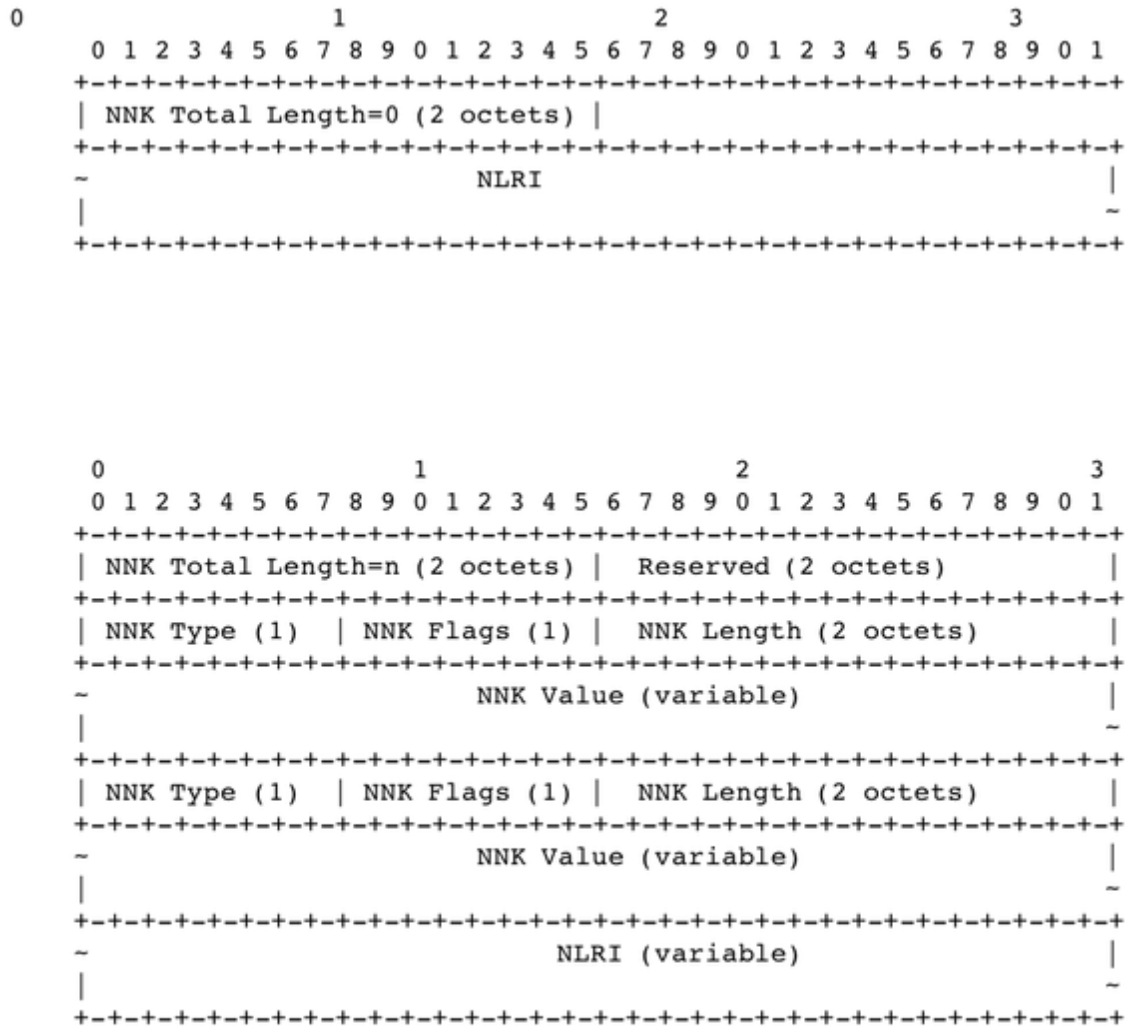 0                   1                   2                     3
     0 1 2 3 4 5 6 7 8 9 0 1 2 3 4 5 6 7 8 9 0 1 2 3 4 5 6 7 8 9 0 1
    +-+-+-+-+-+-+-+-+-+-+-+-+-+-+-+-+-+-+-+-+-+-+-+-+-+-+-+-+-+-+-+-+
    | NNK Total Length=0 (2 octets) |
    +-+-+-+-+-+-+-+-+-+-+-+-+-+-+-+-+-+-+-+-+-+-+-+-+-+-+-+-+-+-+-+-+
    ~                        NLRI                                   |
    |                                                               ~
    +-+-+-+-+-+-+-+-+-+-+-+-+-+-+-+-+-+-+-+-+-+-+-+-+-+-+-+-+-+-+-+-+
     0                   1                   2                     3
     0 1 2 3 4 5 6 7 8 9 0 1 2 3 4 5 6 7 8 9 0 1 2 3 4 5 6 7 8 9 0 1
    +-+-+-+-+-+-+-+-+-+-+-+-+-+-+-+-+-+-+-+-+-+-+-+-+-+-+-+-+-+-+-+-+
    | NNK Total Length=n (2 octets) |  Reserved (2 octets)          |
    +-+-+-+-+-+-+-+-+-+-+-+-+-+-+-+-+-+-+-+-+-+-+-+-+-+-+-+-+-+-+-+-+
    | NNK Type (1)  | NNK Flags (1) |  NNK Length (2 octets)        |
    +-+-+-+-+-+-+-+-+-+-+-+-+-+-+-+-+-+-+-+-+-+-+-+-+-+-+-+-+-+-+-+-+
    ~                        NNK Value (variable)                   |
    |                                                               ~
    +-+-+-+-+-+-+-+-+-+-+-+-+-+-+-+-+-+-+-+-+-+-+-+-+-+-+-+-+-+-+-+-+
    | NNK Type (1)  | NNK Flags (1) |  NNK Length (2 octets)        |
    +-+-+-+-+-+-+-+-+-+-+-+-+-+-+-+-+-+-+-+-+-+-+-+-+-+-+-+-+-+-+-+-+
    ~                        NNK Value (variable)                   |
    |                                                               ~
    +-+-+-+-+-+-+-+-+-+-+-+-+-+-+-+-+-+-+-+-+-+-+-+-+-+-+-+-+-+-+-+-+
    ~                             NLRI (variable)                   |
    |                                                               ~
    +-+-+-+-+-+-+-+-+-+-+-+-+-+-+-+-+-+-+-+-+-+-+-+-+-+-+-+-+-+-+-+-+